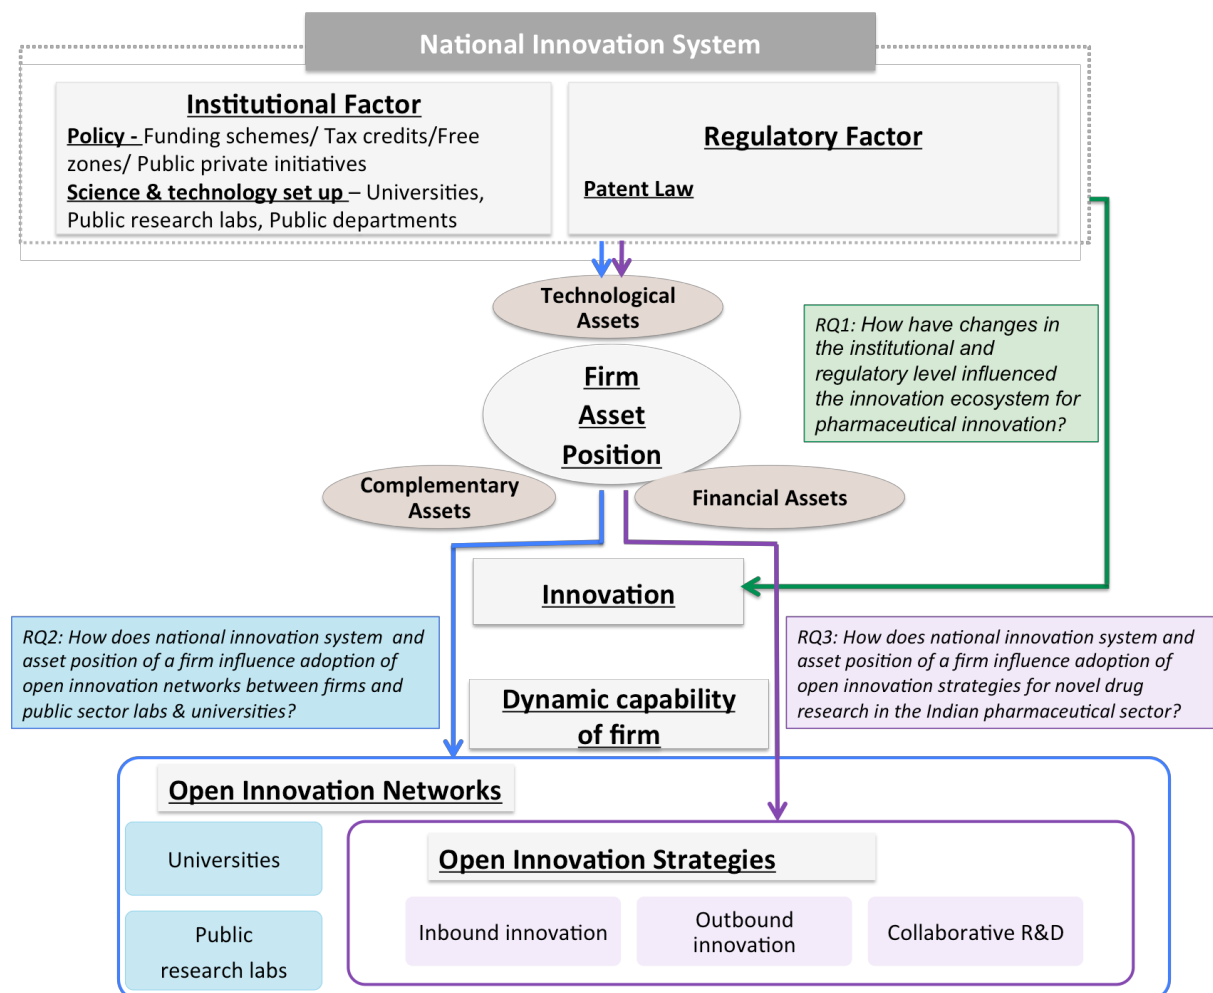 National Innovation System
Institutional Factor
Policy - Funding schemes/ Tax credits/Free
zones/ Public private initiatives
Science & technology set up – Universities,
Public research labs, Public departments
Regulatory Factor
Patent Law
Technological
Assets
RQ1: How have changes in
the institutional and
regulatory level influenced
the innovation ecosystem for
pharmaceutical innovation?
Firm
Asset
Position
Complementary
Assets
Financial Assets
Innovation
RQ2: How does national innovation system and
asset position of a firm influence adoption of
open innovation networks between firms and
public sector labs & universities?
RQ3: How does national innovation system and
asset position of a firm influence adoption of
open innovation strategies for novel drug
research in the Indian pharmaceutical sector?
Dynamic capability
of firm
Open Innovation Networks
Universities
Public
research labs
Open Innovation Strategies
Inbound innovation
Outbound
innovation
Collaborative R&D